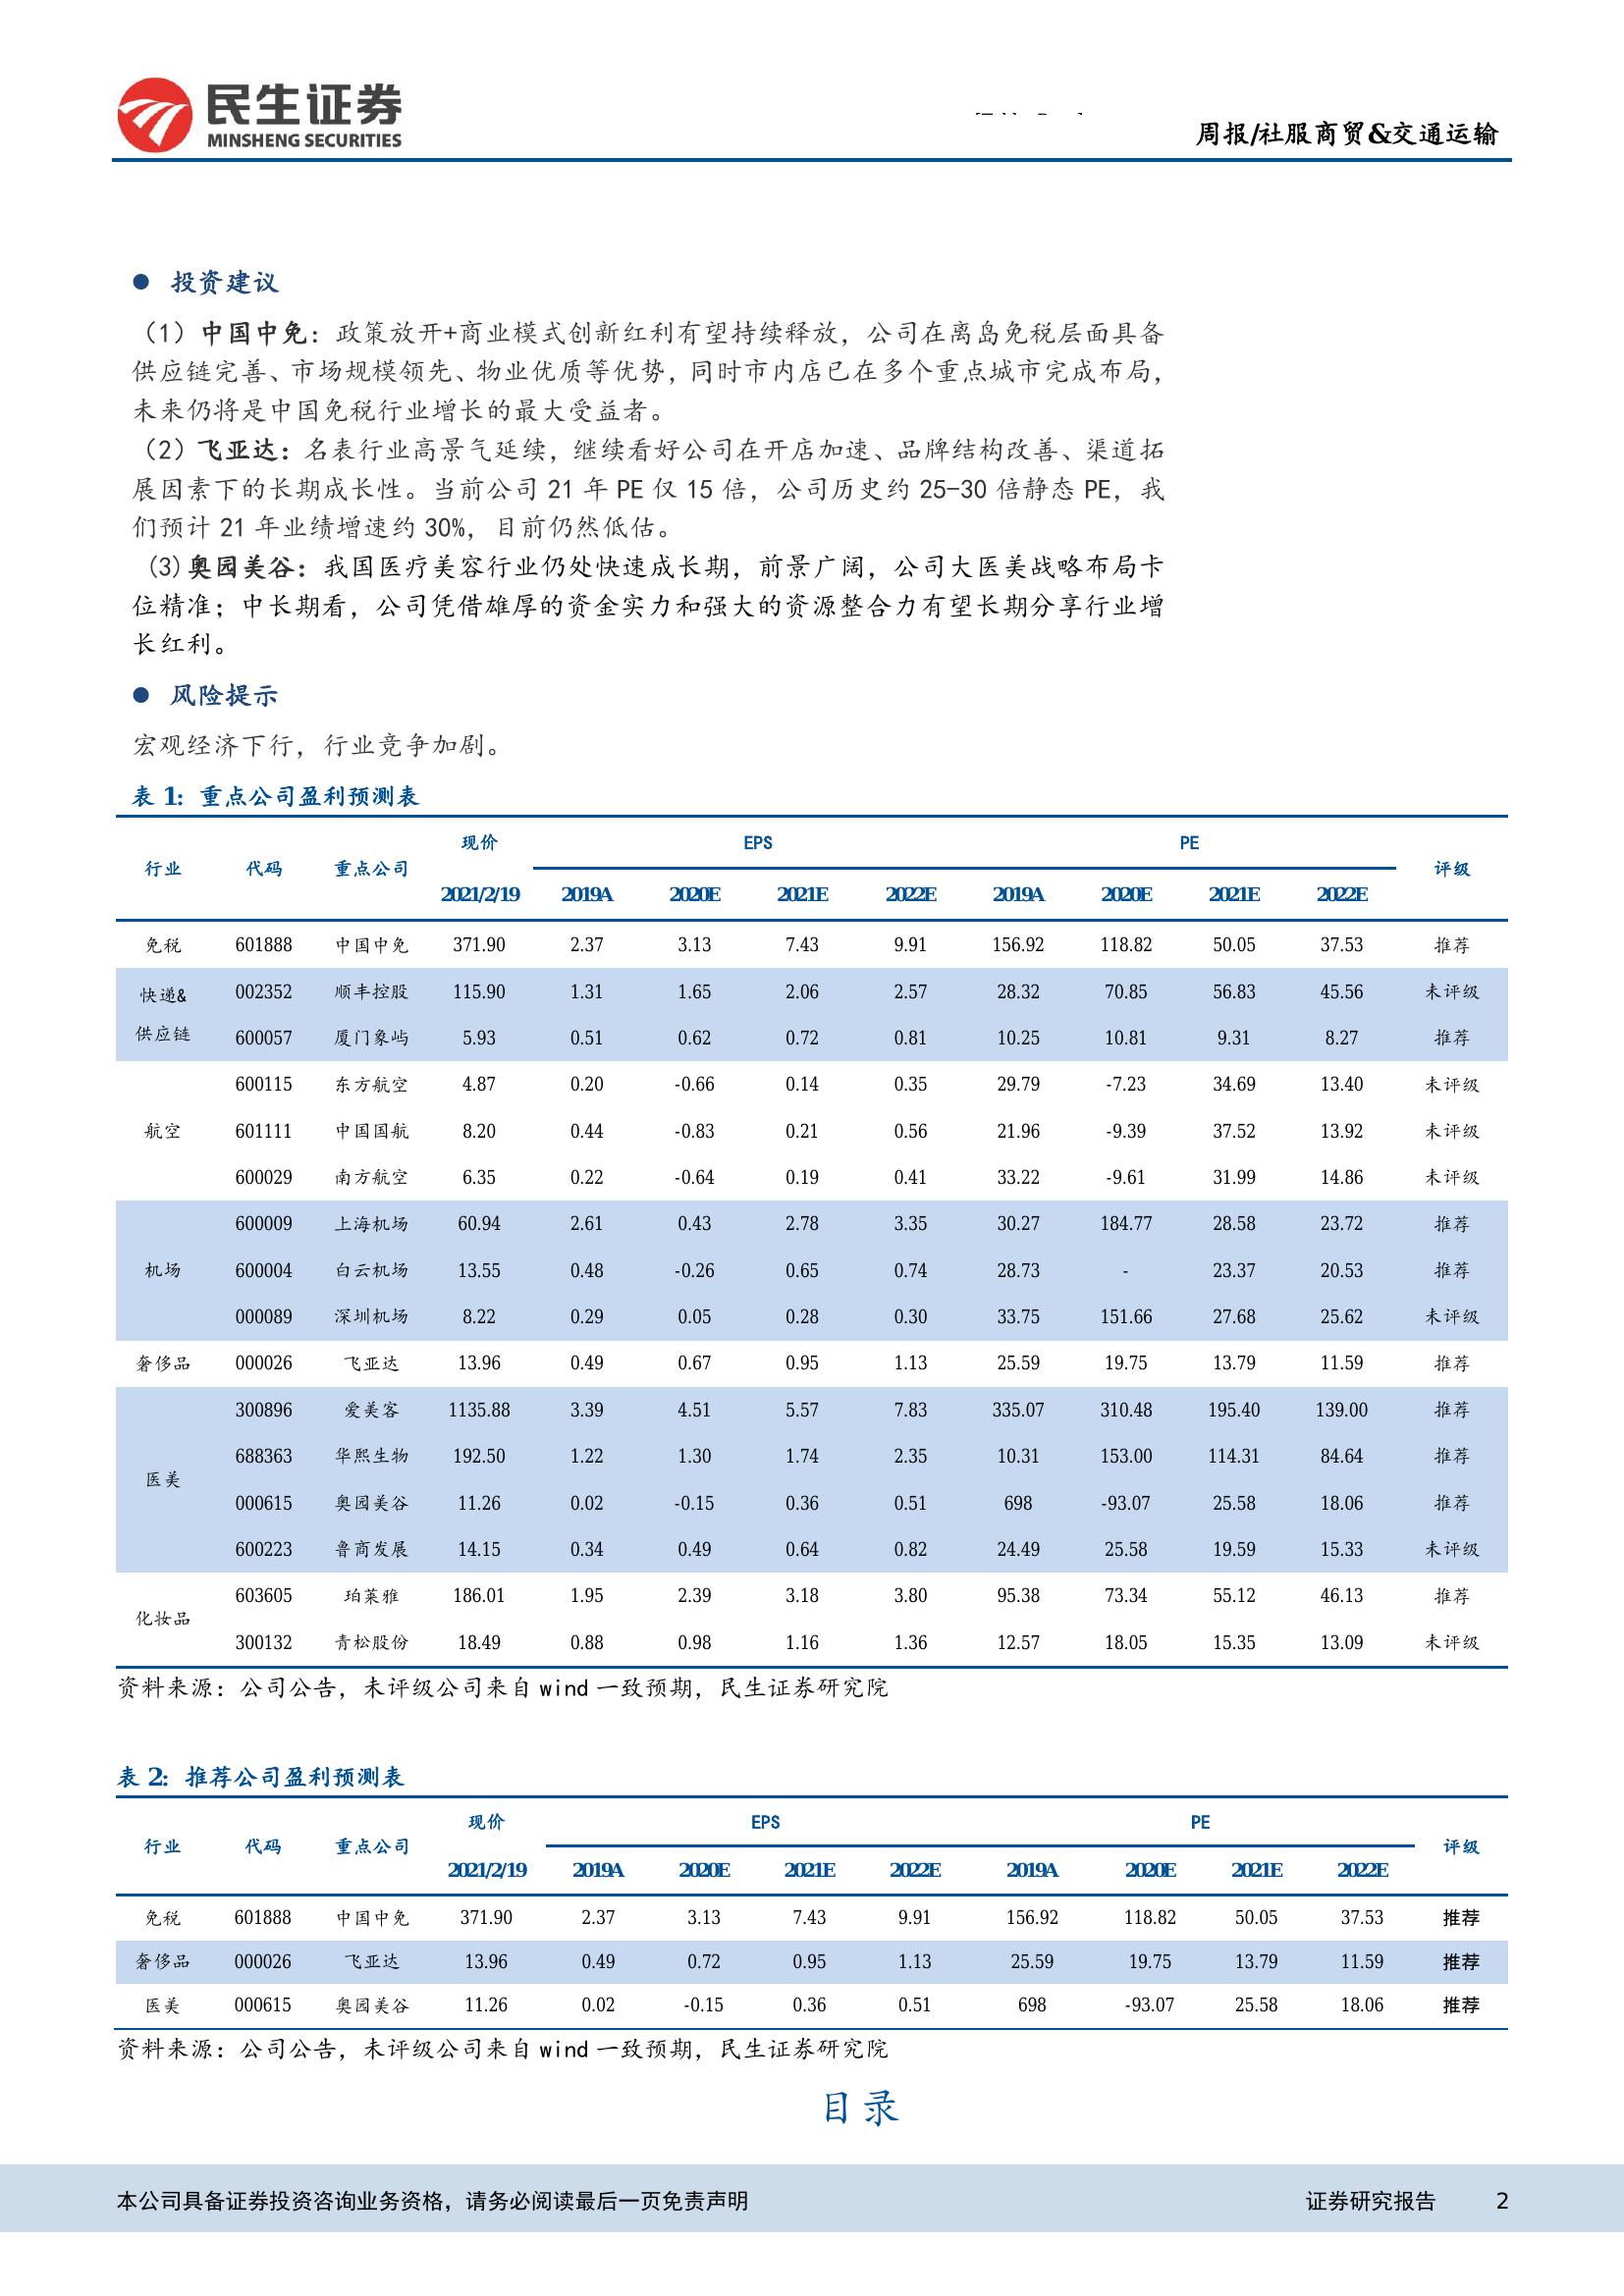 民生证券
MINSHENG SECURITIES
周报/社服商贸&交通运输
● 投资建议
（1）中国中免：政策放开+商业模式创新红利有望持续释放，公司在离岛免税层面具备
供应链完善、市场规模领先、物业优质等优势，同时市内店已在多个重点城市完成布局，
未来仍将是中国免税行业增长的最大受益者。
（2）飞亚达：名表行业高景气延续，继续看好公司在开店加速、品牌结构改善、渠道拓
展因素下的长期成长性。当前公司 21 年 PE 仅 15 倍，公司历史约 25-30 倍静态 PE，我
们预计 21 年业绩增速约 30%，目前仍然低估。
(3)奥园美谷：我国医疗美容行业仍处快速成长期，前景广阔，公司大医美战略布局卡
位精准；中长期看，公司凭借雄厚的资金实力和强大的资源整合力有望长期分享行业增
长红利。
● 风险提示
宏观经济下行，行业竞争加剧。
表 1：重点公司盈利预测表
行业 代码 重点公司 现价 EPS PE 评级
2021/2/19 2019A 2020E 2021E 2022E 2019A 2020E 2021E 2022E
免税 601888 中国中免 371.90 2.37 3.13 7.43 9.91 156.92 118.82 50.05 37.53 推荐
快递& 002352 顺丰控股 115.90 1.31 1.65 2.06 2.57 28.32 70.85 56.83 45.56 未评级
供应链 600057 厦门象屿 5.93 0.51 0.62 0.72 0.81 10.25 10.81 9.31 8.27 推荐
600115 东方航空 4.87 0.20 -0.66 0.14 0.35 29.79 -7.23 34.69 13.40 未评级
航空 601111 中国国航 8.20 0.44 -0.83 0.21 0.56 21.96 -9.39 37.52 13.92 未评级
600029 南方航空 6.35 0.22 -0.64 0.19 0.41 33.22 -9.61 31.99 14.86 未评级
600009 上海机场 60.94 2.61 0.43 2.78 3.35 30.27 184.77 28.58 23.72 推荐
机场 600004 白云机场 13.55 0.48 -0.26 0.65 0.74 28.73 - 23.37 20.53 推荐
000089 深圳机场 8.22 0.29 0.05 0.28 0.30 33.75 151.66 27.68 25.62 未评级
奢侈品 000026 飞亚达 13.96 0.49 0.67 0.95 1.13 25.59 19.75 13.79 11.59 推荐
300896 爱美客 1135.88 3.39 4.51 5.57 7.83 335.07 310.48 195.40 139.00 推荐
688363 华熙生物 192.50 1.22 1.30 1.74 2.35 10.31 153.00 114.31 84.64 推荐
医美
000615 奥园美谷 11.26 0.02 -0.15 0.36 0.51 698 -93.07 25.58 18.06 推荐
600223 鲁商发展 14.15 0.34 0.49 0.64 0.82 24.49 25.58 19.59 15.33 未评级
603605 珀莱雅 186.01 1.95 2.39 3.18 3.80 95.38 73.34 55.12 46.13 推荐
化妆品
300132 青松股份 18.49 0.88 0.98 1.16 1.36 12.57 18.05 15.35 13.09 未评级
资料来源：公司公告，未评级公司来自 wind 一致预期，民生证券研究院
表 2：推荐公司盈利预测表
行业 代码 重点公司 现价 EPS PE 评级
2021/2/19 2019A 2020E 2021E 2022E 2019A 2020E 2021E 2022E
免税 601888 中国中免 371.90 2.37 3.13 7.43 9.91 156.92 118.82 50.05 37.53 推荐
奢侈品 000026 飞亚达 13.96 0.49 0.72 0.95 1.13 25.59 19.75 13.79 11.59 推荐
医美 000615 奥园美谷 11.26 0.02 -0.15 0.36 0.51 698 -93.07 25.58 18.06 推荐
资料来源：公司公告，未评级公司来自 wind 一致预期，民生证券研究院
目录
本公司具备证券投资咨询业务资格，请务必阅读最后一页免责声明 证券研究报告 2